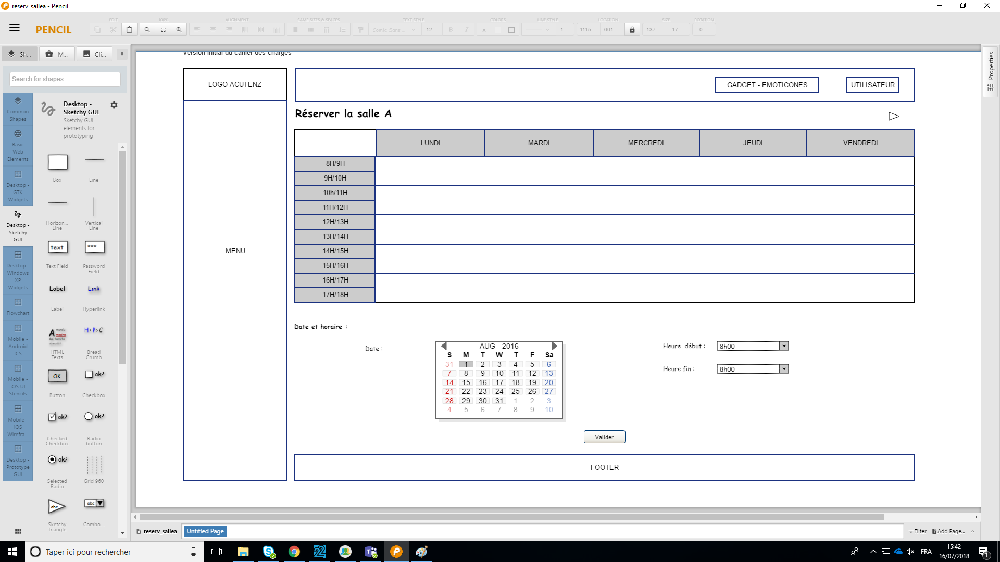 reserv_sallea - Pencil
PENCIL
EDIT
100%
ALIGNMENT
SAME SIZES & SPACES
TEXT STYLE
COLORS
LINE STYLE
LOCATION
SIZE
ROTATION
Comic Sans...
12
B
I
A
1
1115
601
137
17
0
Sh...
M...
Cli...
Search for shapes
Common Shapes
Basic Web Elements
Desktop - GTK Widgets
Desktop - Sketchy GUI
Desktop - Windows XP Widgets
Flowchart
Mobile - Android ICS
Mobile - iOS UI Stencils
Mobile - iOS Wirefra...
Desktop - Prototype GUI
Desktop - Sketchy GUI
Sketchy GUI elements for prototyping
Box
Line
Horizon... Line
Vertical Line
text
***
Text Field
Password Field
Label
Link
Label
Hyperlink
H>P>C
HTML Texts
Bread Crumb
OK
ok?
Button
Checkbox
ok?
ok?
Checked Checkbox
Radio button
ok?
Selected Radio
Grid 960
abc
abc
Sketchy Triangle
Combo...
Version initial du cahier des charges
LOGO ACUTENZ
GADGET - EMOTICONES
UTILISATEUR
MENU
Réserver la salle A
LUNDI
MARDI
MERCREDI
JEUDI
VENDREDI
8H/9H
9H/10H
10h/11H
11H/12H
12H/13H
13H/14H
14H/15H
15H/16H
16H/17H
17H/18H
Date et horaire :
Date :
AUG - 2016
S M T W T F Sa
31 1 2 3 4 5 6
7 8 9 10 11 12 13
14 15 16 17 18 19 20
21 22 23 24 25 26 27
28 29 30 31 1 2 3
4 5 6 7 8 9 10
Heure début :
8h00
Heure fin :
8h00
Valider
FOOTER
Properties
reserv_sallea
Untitled Page
Filter
Add Page...
Taper ici pour rechercher
22
FRA
15:42
16/07/2018
1